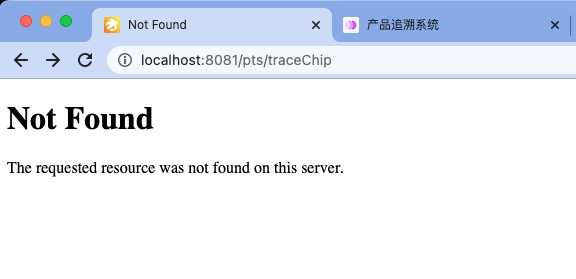 Not Found
产品追溯系统
localhost:8081/pts/traceChip
Not Found
The requested resource was not found on this server.